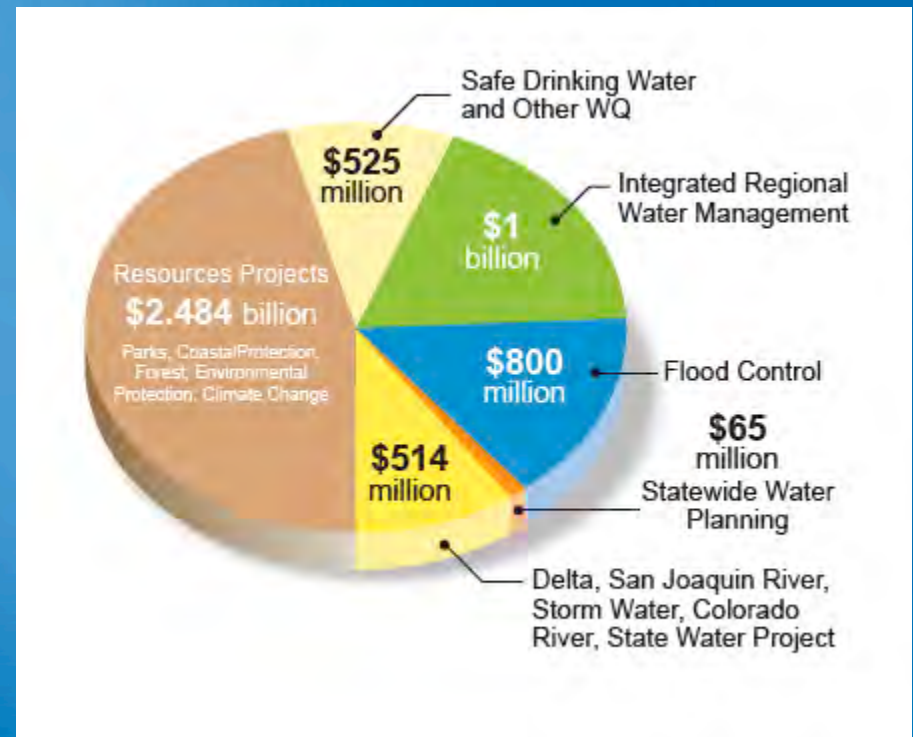 Safe Drinking Water
and Other WQ
$525
million
Integrated Regional
Water Management
$1
billion
Resources Projects
$2.484 billion
Parks, CoastalProtection,
Forest, Environmental
Protection, Climate Change
$800
million
Flood Control
$65
million
Statewide Water
Planning
$514
million
Delta, San Joaquin River,
Storm Water, Colorado
River, State Water Project